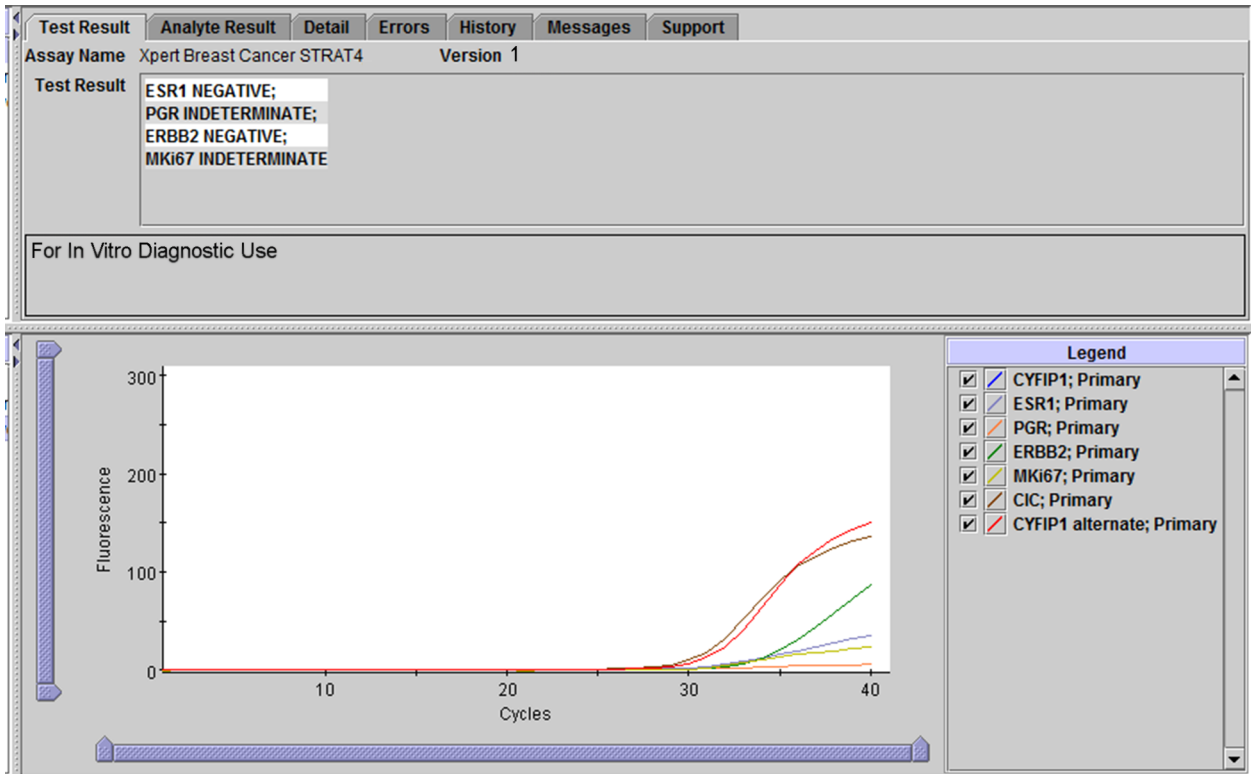 Test Result Analyte Result Detail Errors History Messages Support
Assay Name Xpert Breast Cancer STRAT4 Version 1
Test Result
ESR1 NEGATIVE;
PGR INDETERMINATE;
ERBB2 NEGATIVE;
MKi67 INDETERMINATE
For In Vitro Diagnostic Use
300
200
100
0
Fluorescence
10 20 30 40
Cycles
Legend
CYFIP1; Primary
ESR1; Primary
PGR; Primary
ERBB2; Primary
MKi67; Primary
CIC; Primary
CYFIP1 alternate; Primary